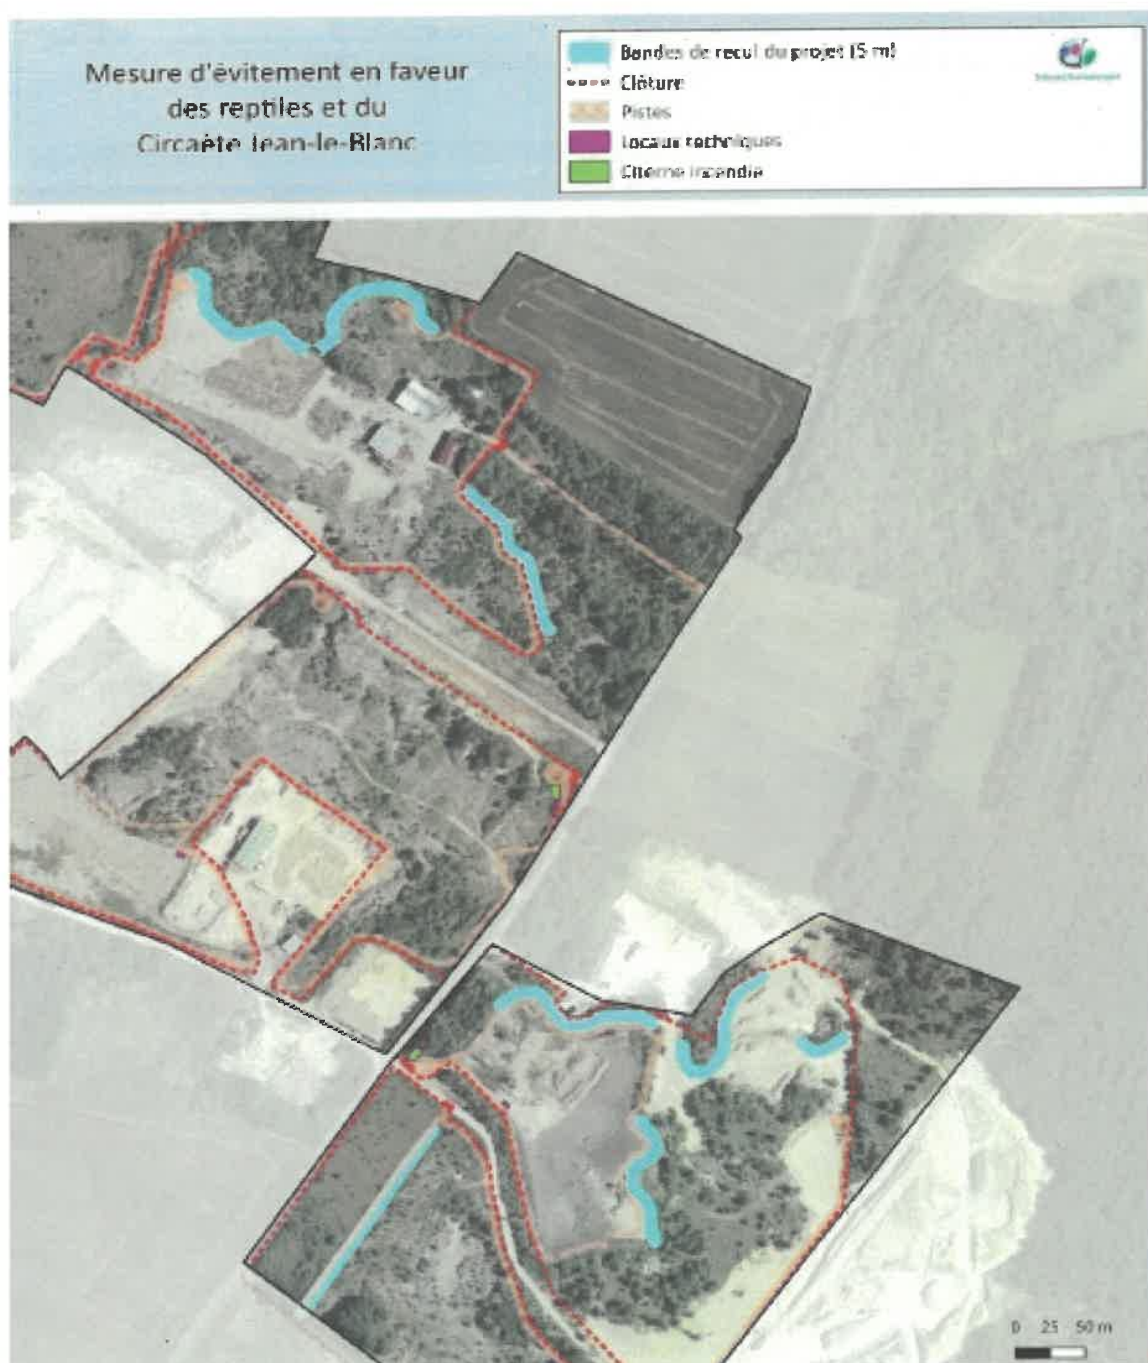 Mesure d'évitement en faveur
des reptiles et du
Circaète Jean-le-Blanc
Bandes de recul du projet (5 m)
Clôture
Pistes
Locaux techniques
Citerne incendie
0 25 50 m